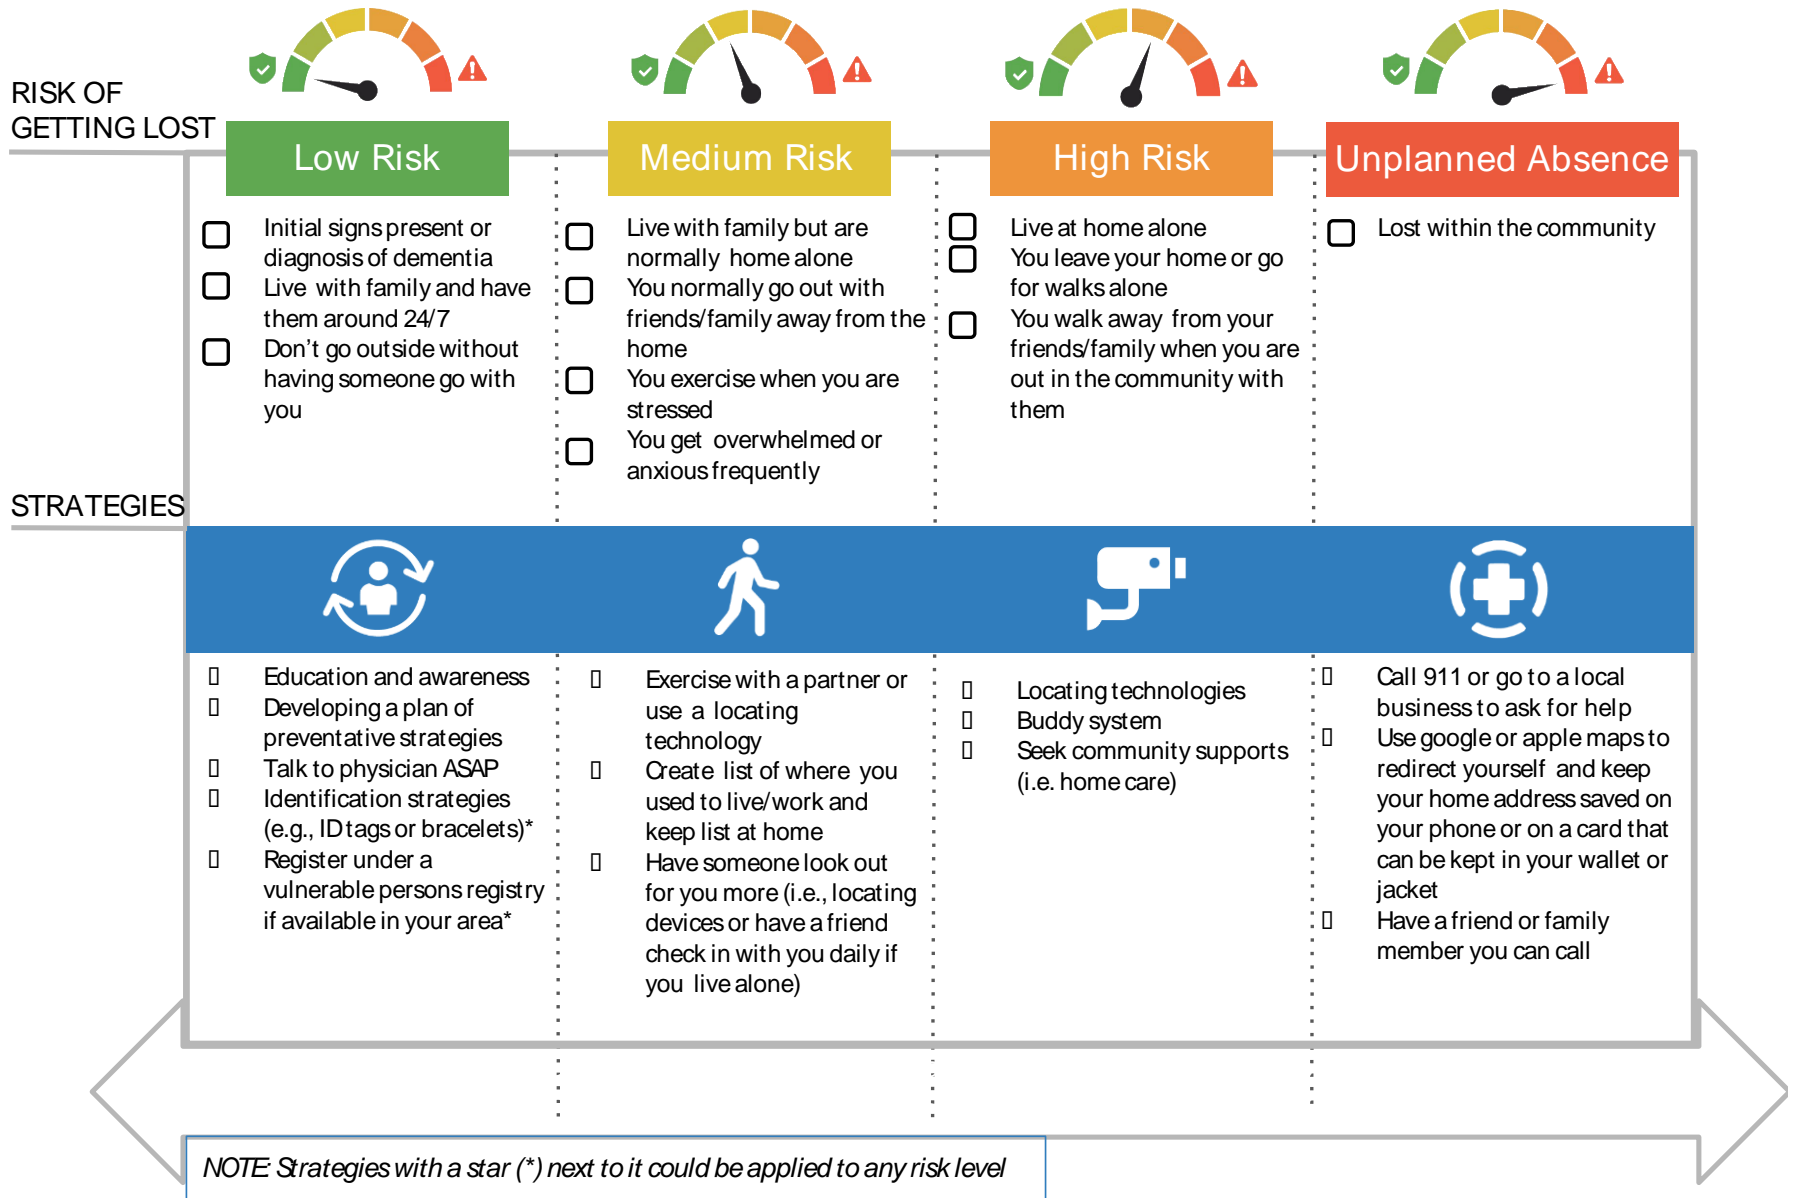 RISK OF
GETTING LOST
Low Risk
Medium Risk
High Risk
Unplanned Absence
Initial signs present or
diagnosis of dementia
Live with family and have
them around 24/7
Don't go outside without
having someone go with
you
Live with family but are
normally home alone
You normally go out with
friends/family away from the
home
You exercise when you are
stressed
You get overwhelmed or
anxious frequently
Live at home alone
You leave your home or go
for walks alone
You walk away from your
friends/family when you are
out in the community with
them
Lost within the community
STRATEGIES
Education and awareness
Developing a plan of
preventative strategies
Talk to physician ASAP
Identification strategies
(e.g., ID tags or bracelets)*
Register under a
vulnerable persons registry
if available in your area*
Exercise with a partner or
use a locating
technology
Create list of where you
used to live/work and
keep list at home
Have someone look out
for you more (i.e., locating
devices or have a friend
check in with you daily if
you live alone)
Locating technologies
Buddy system
Seek community supports
(i.e. home care)
Call 911 or go to a local
business to ask for help
Use google or apple maps to
redirect yourself and keep
your home address saved on
your phone or on a card that
can be kept in your wallet or
jacket
Have a friend or family
member you can call
NOTE: Strategies with a star (*) next to it could be applied to any risk level